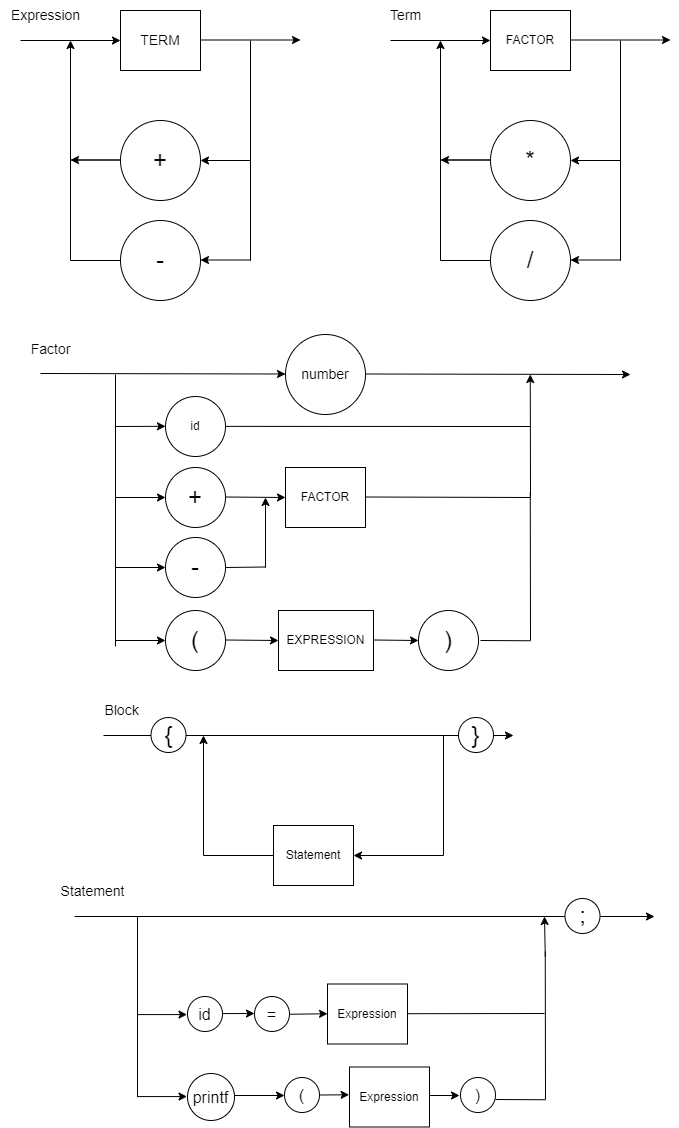 Expression
Term
TERM
FACTOR
+
*
-
/
Factor
number
id
+
FACTOR
-
( EXPRESSION )
Block
{ }
Statement
Statement
;
id = Expression
printf ( Expression )